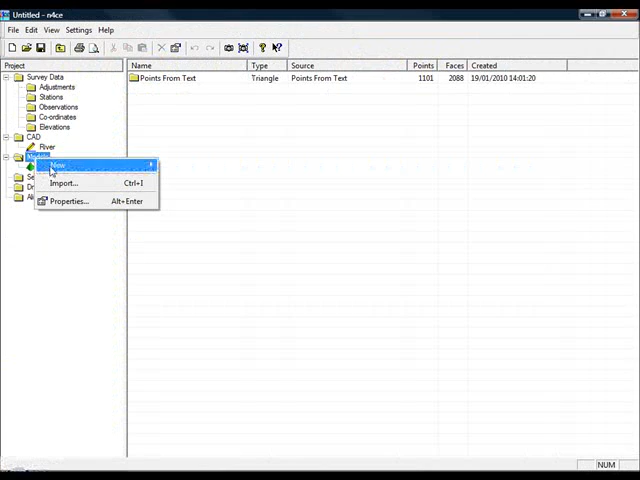 Untitled - n4ce
File Edit View Settings Help
Project
Name Type Source Points Faces Created
Survey Data
Points From Text Triangle Points From Text 1101 2088 19/01/2010 14:01:20
Adjustments
Stations
Observations
Co-ordinates
Elevations
CAD
River
New
Import... Ctrl+I
Properties... Alt+Enter
NUM